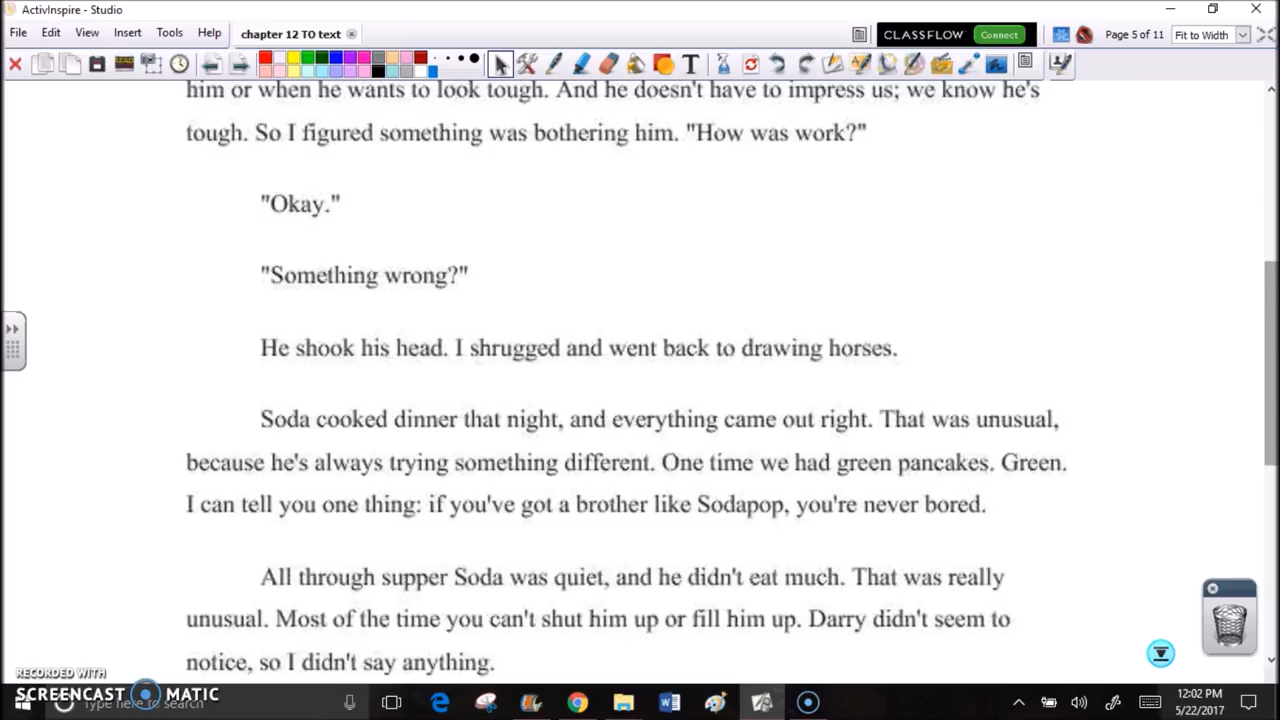 ActivInspire - Studio
File Edit View Insert Tools Help
chapter 12 TO text
CLASSFLOW Connect
Page 5 of 11
Fit to Width
him or when he wants to look tough. And he doesn't have to impress us; we know he's
tough. So I figured something was bothering him. "How was work?"
"Okay."
"Something wrong?"
He shook his head. I shrugged and went back to drawing horses.
Soda cooked dinner that night, and everything came out right. That was unusual,
because he's always trying something different. One time we had green pancakes. Green.
I can tell you one thing: if you've got a brother like Sodapop, you're never bored.
All through supper Soda was quiet, and he didn't eat much. That was really
unusual. Most of the time you can't shut him up or fill him up. Darry didn't seem to
notice, so I didn't say anything.
RECORDED WITH
SCREENCAST MATIC
Type here to search
12:02 PM
5/22/2017